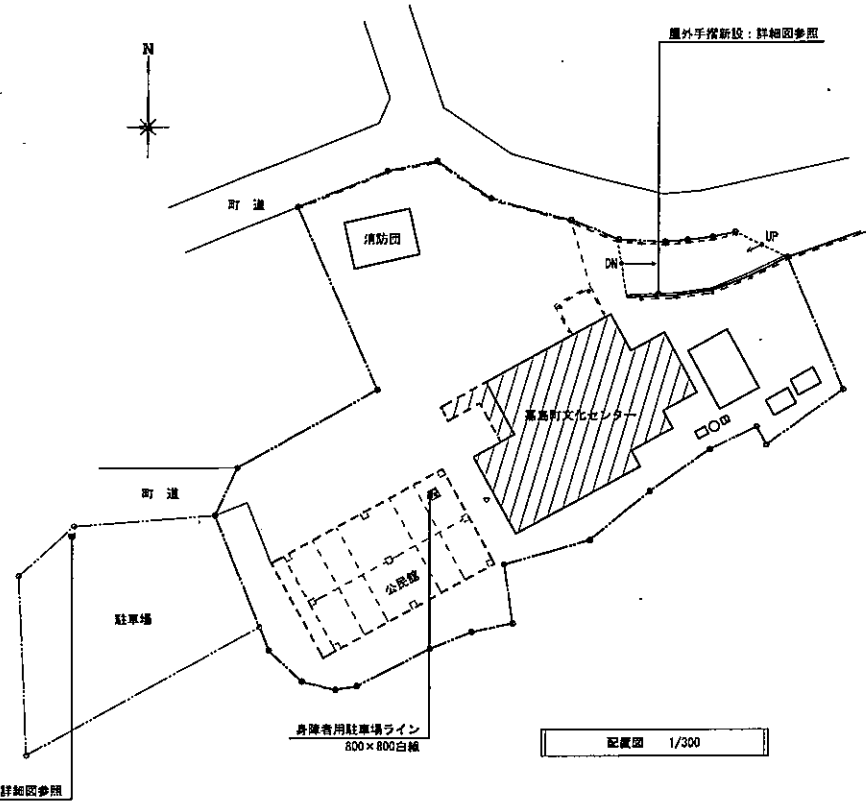 屋外手摺新設：詳細図参照
N
町道
消防団
UP
DN
嘉島町文化センター
町道
公民館
駐車場
身障者用駐車場ライン
800×800白線
配置図 1/300
詳細図参照